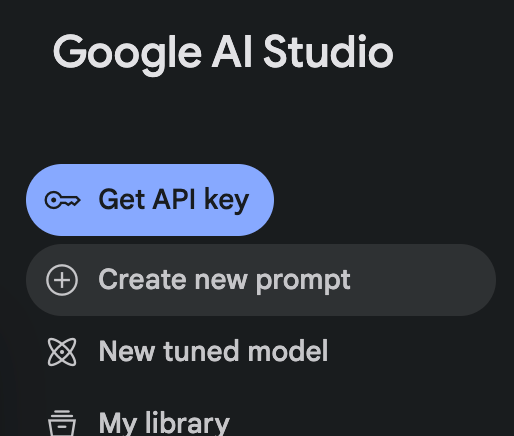 Google AI Studio
Get API key
Create new prompt
New tuned model
My library